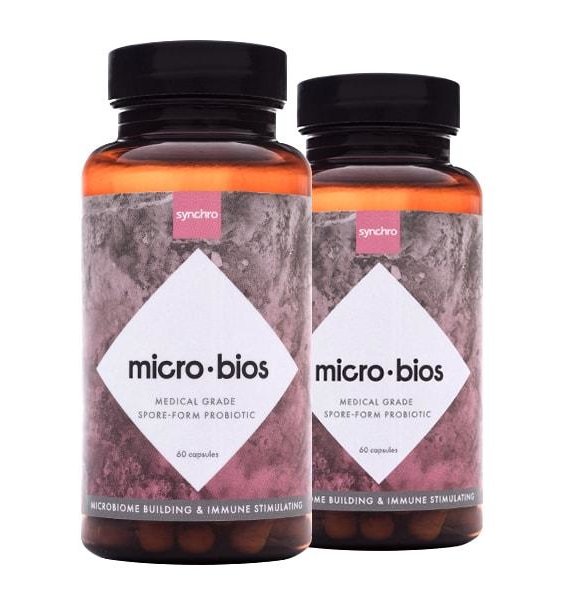 synchro
micro·bios
MEDICAL GRADE
SPORE-FORM PROBIOTIC
60 capsules
MICROBIOME BUILDING & IMMUNE STIMULATING
synchro
micro·bios
MEDICAL GRADE
SPORE-FORM PROBIOTIC
60 capsules
OME BUILDING & IMMUNE STIMULATING